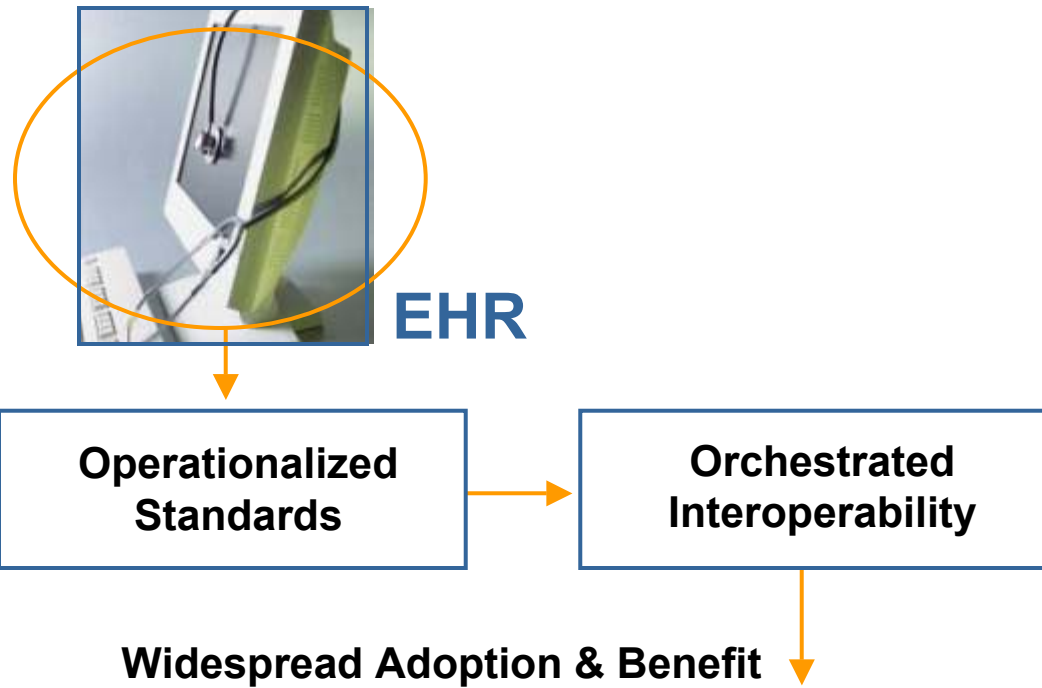 EHR
Operationalized
Standards
Orchestrated
Interoperability
Widespread Adoption & Benefit